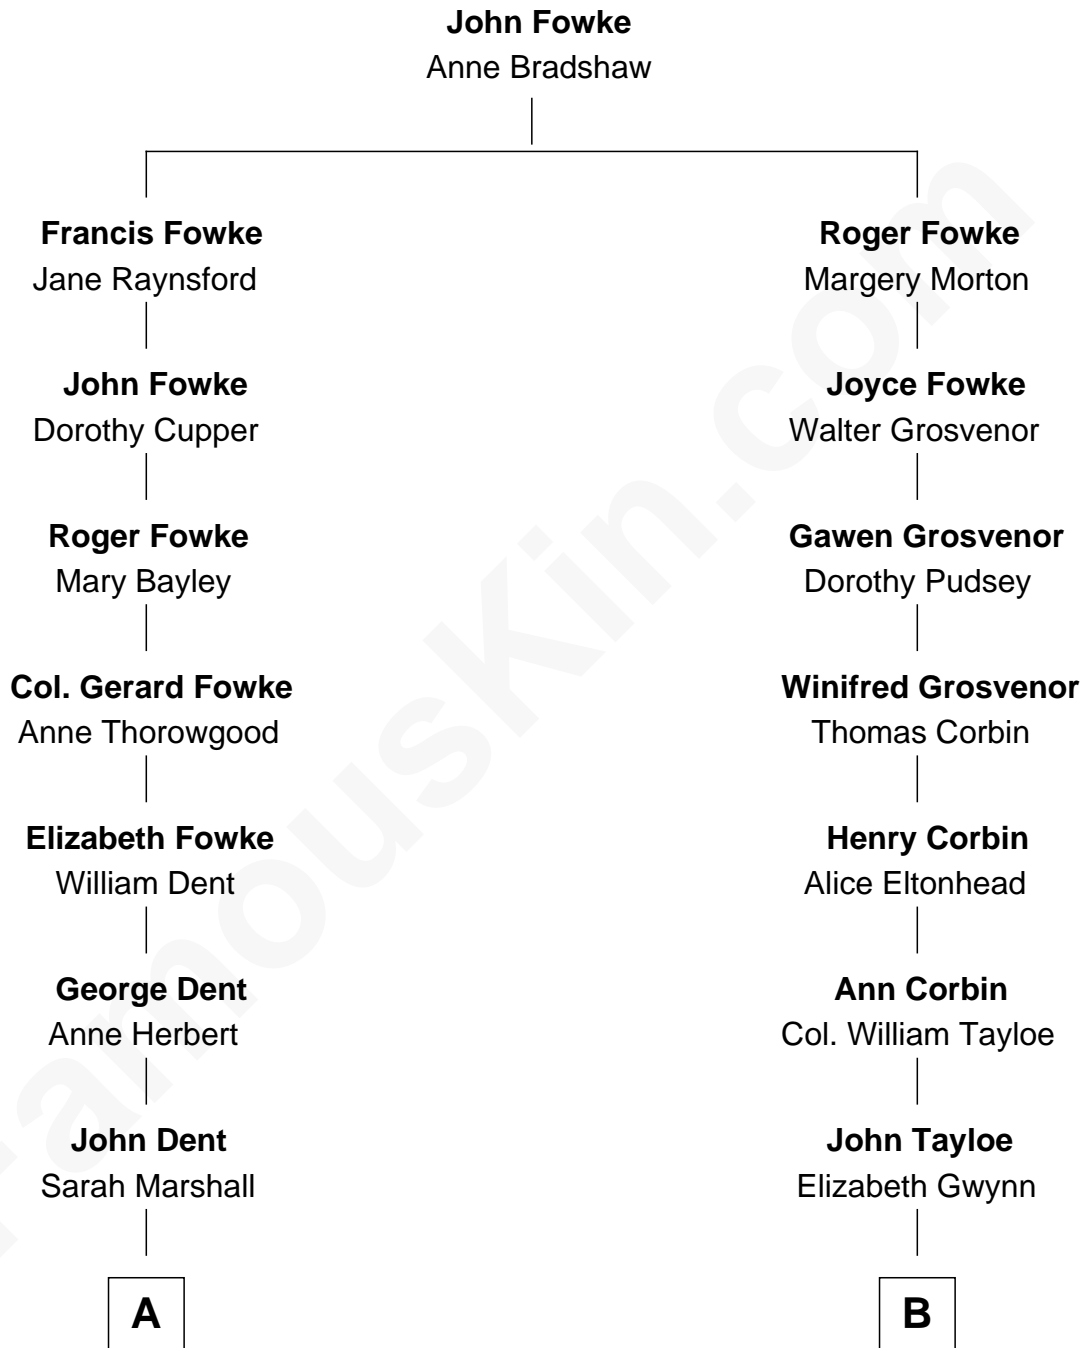 John Fowke
Anne Bradshaw
Francis Fowke
Jane Raynsford
Roger Fowke
Margery Morton
John Fowke
Dorothy Cupper
Joyce Fowke
Walter Grosvenor
Roger Fowke
Mary Bayley
Gawen Grosvenor
Dorothy Pudsey
Col. Gerard Fowke
Anne Thorowgood
Winifred Grosvenor
Thomas Corbin
Elizabeth Fowke
William Dent
Henry Corbin
Alice Eltonhead
George Dent
Anne Herbert
Ann Corbin
Col. William Tayloe
John Dent
Sarah Marshall
John Tayloe
Elizabeth Gwynn
A
B
FamousKin.com